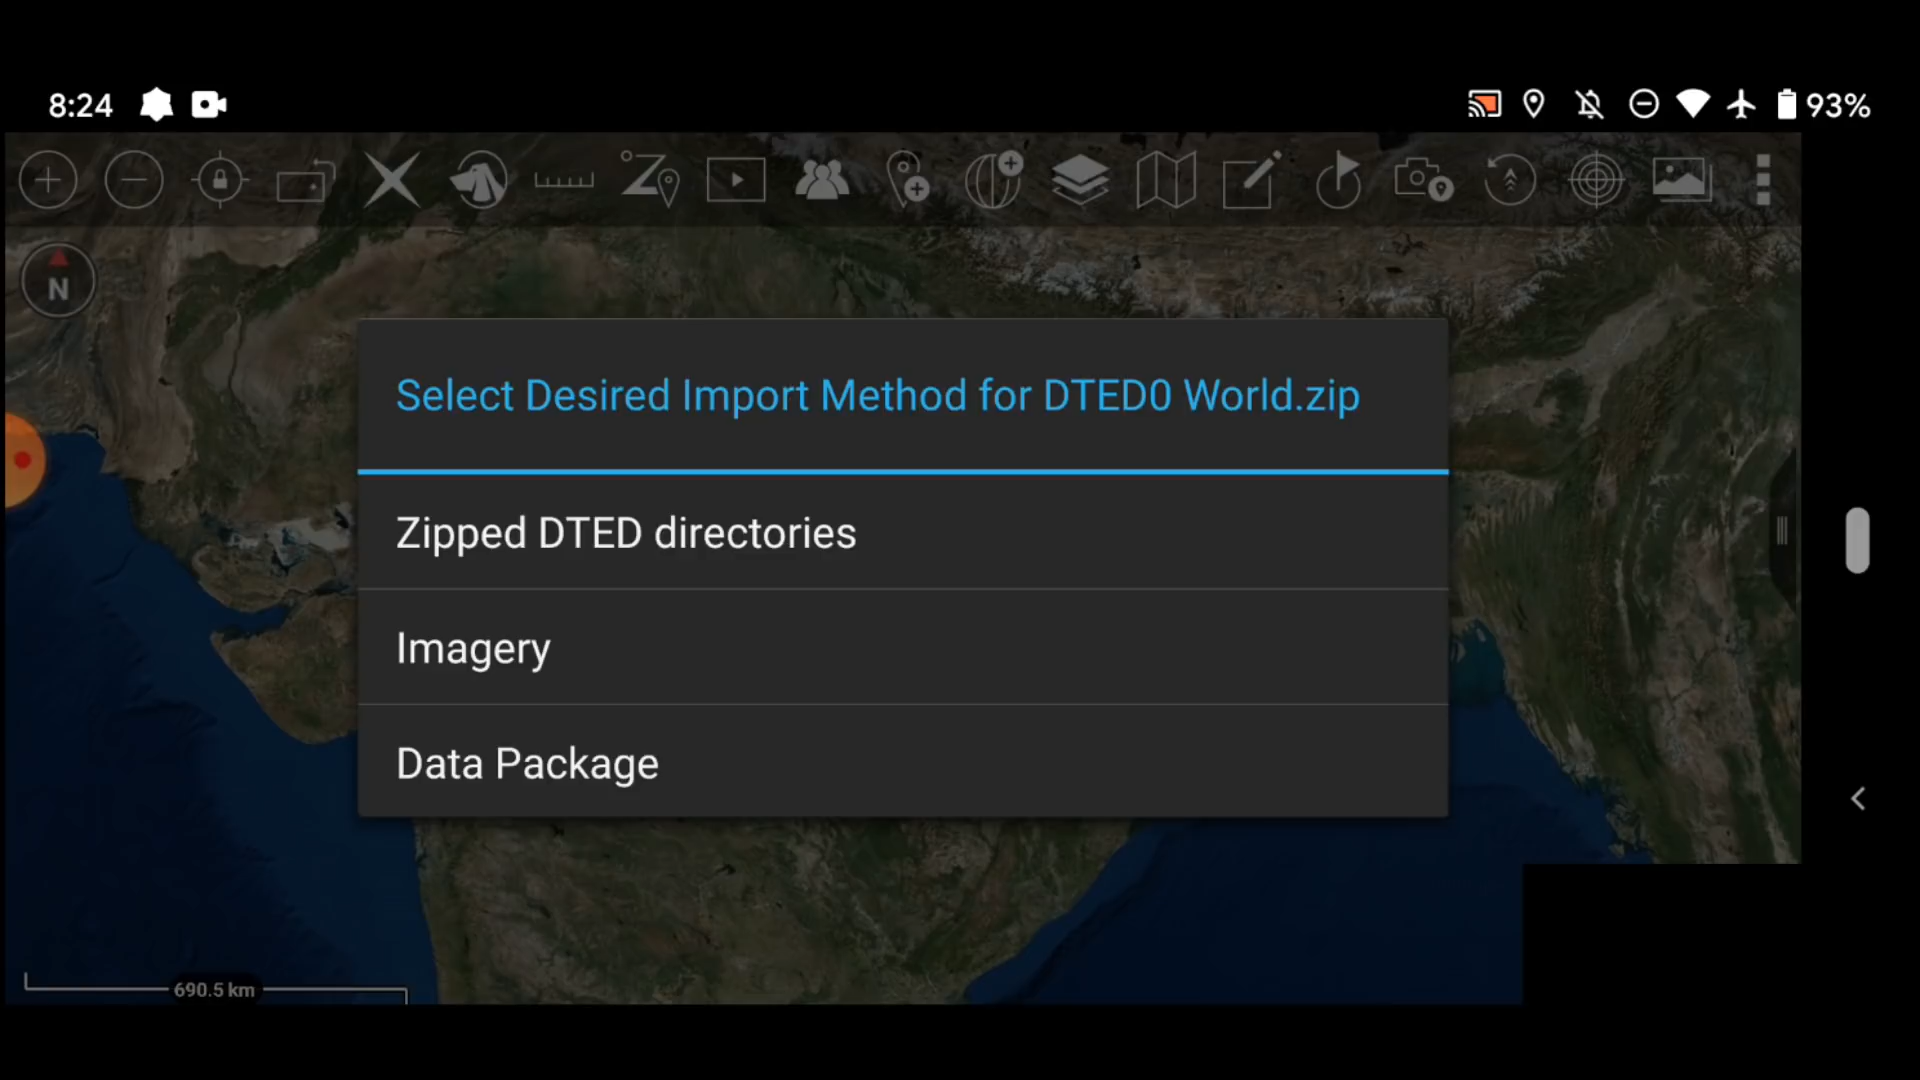 8:24
93%
N
Select Desired Import Method for DTED0 World.zip
Zipped DTED directories
Imagery
Data Package
690.5 km